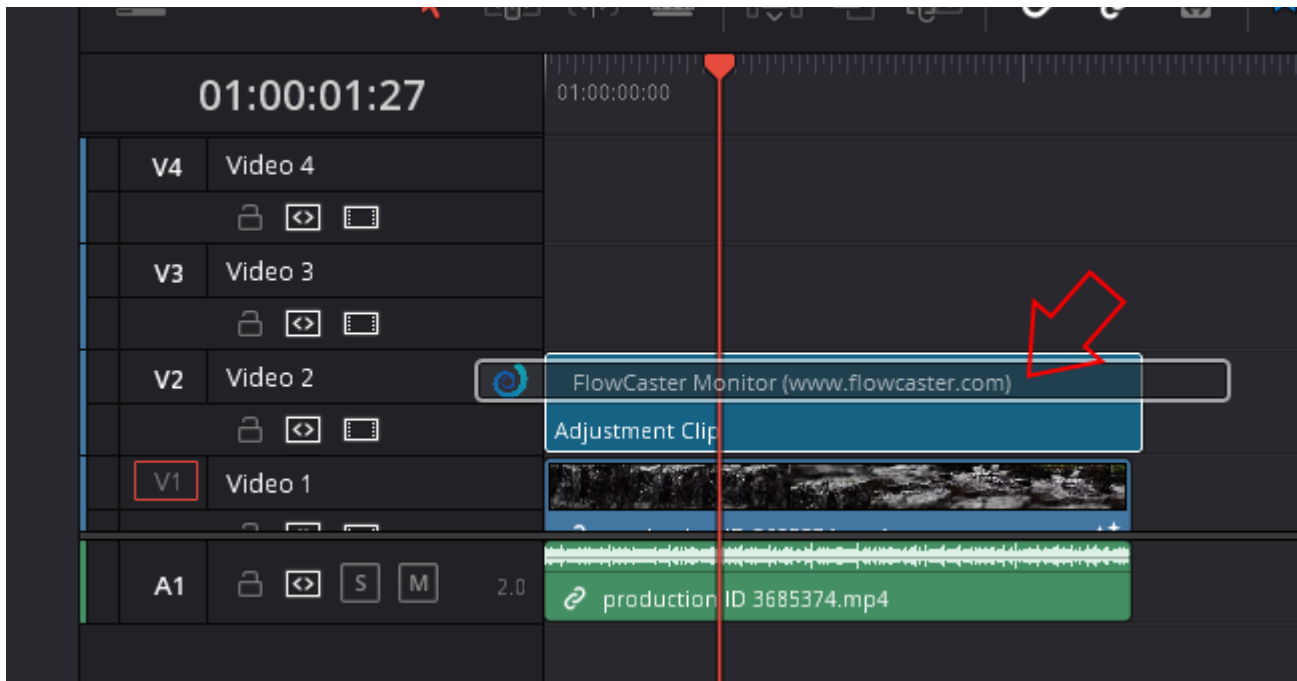 01:00:01:27
01:00:00:00
V4 Video 4
V3 Video 3
V2 Video 2
FlowCaster Monitor (www.flowcaster.com)
Adjustment Clip
V1 Video 1
A1 S M 2.0
production ID 3685374.mp4